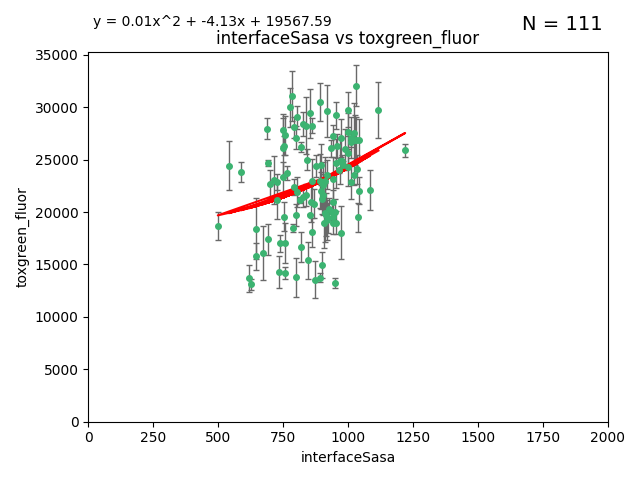 y = 0.01x^2 + -4.13x + 19567.59
N = 111
interfaceSasa vs toxgreen_fluor
toxgreen_fluor
35000
30000
25000
20000
15000
10000
5000
0
0 250 500 750 1000 1250 1500 1750 2000
interfaceSasa